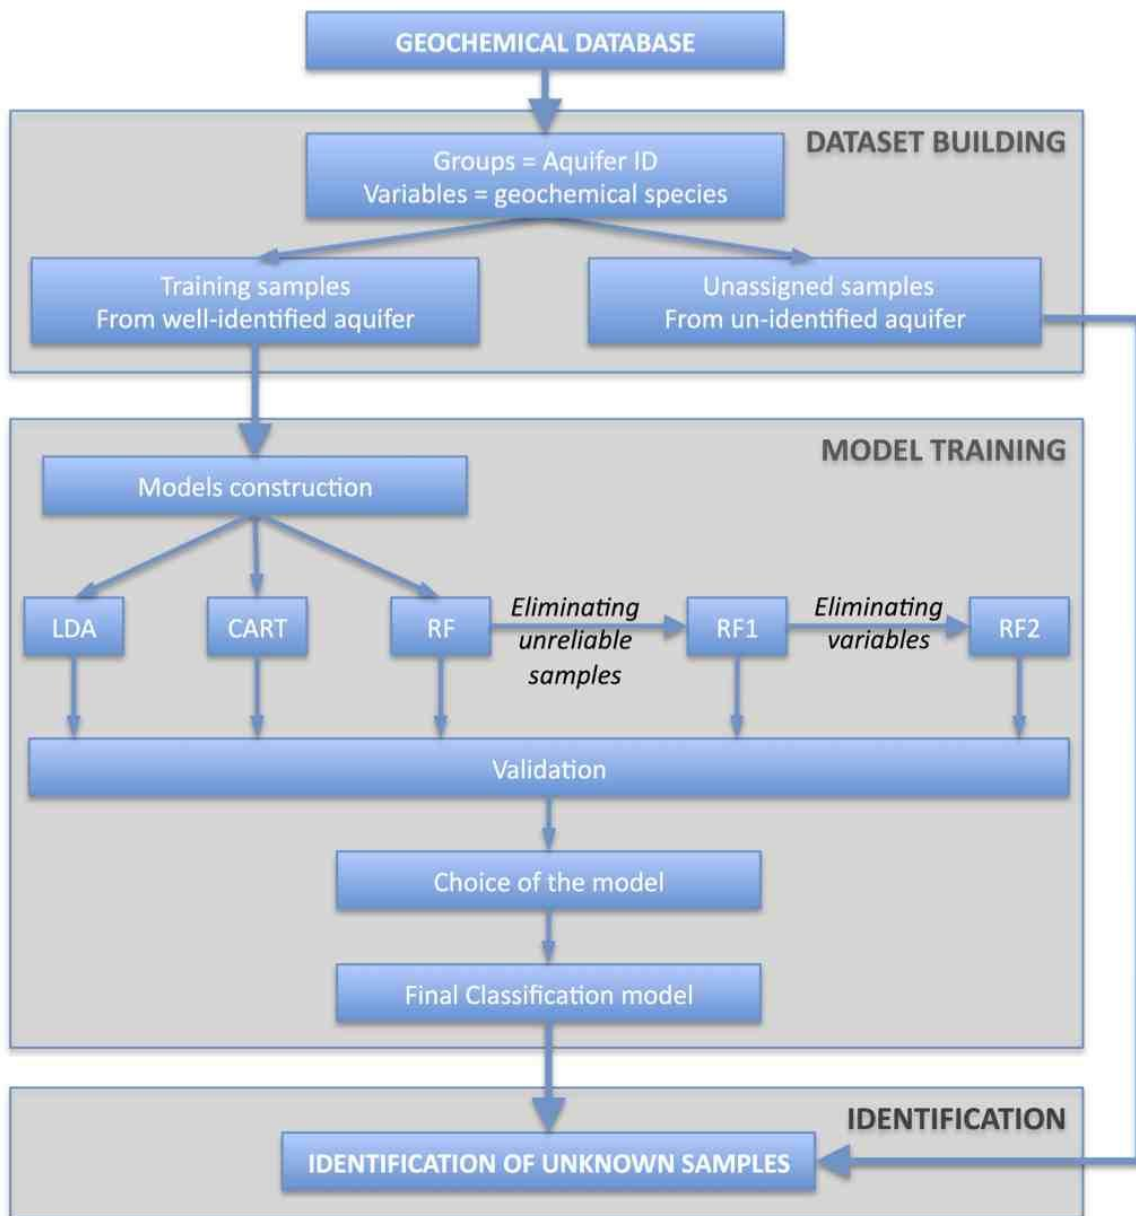 GEOCHEMICAL DATABASE
DATASET BUILDING
Groups = Aquifer ID
Variables = geochemical species
Training samples
From well-identified aquifer
Unassigned samples
From un-identified aquifer
MODEL TRAINING
Models construction
LDA
CART
RF
Eliminating
unreliable
samples
RF1
Eliminating
variables
RF2
Validation
Choice of the model
Final Classification model
IDENTIFICATION
IDENTIFICATION OF UNKNOWN SAMPLES